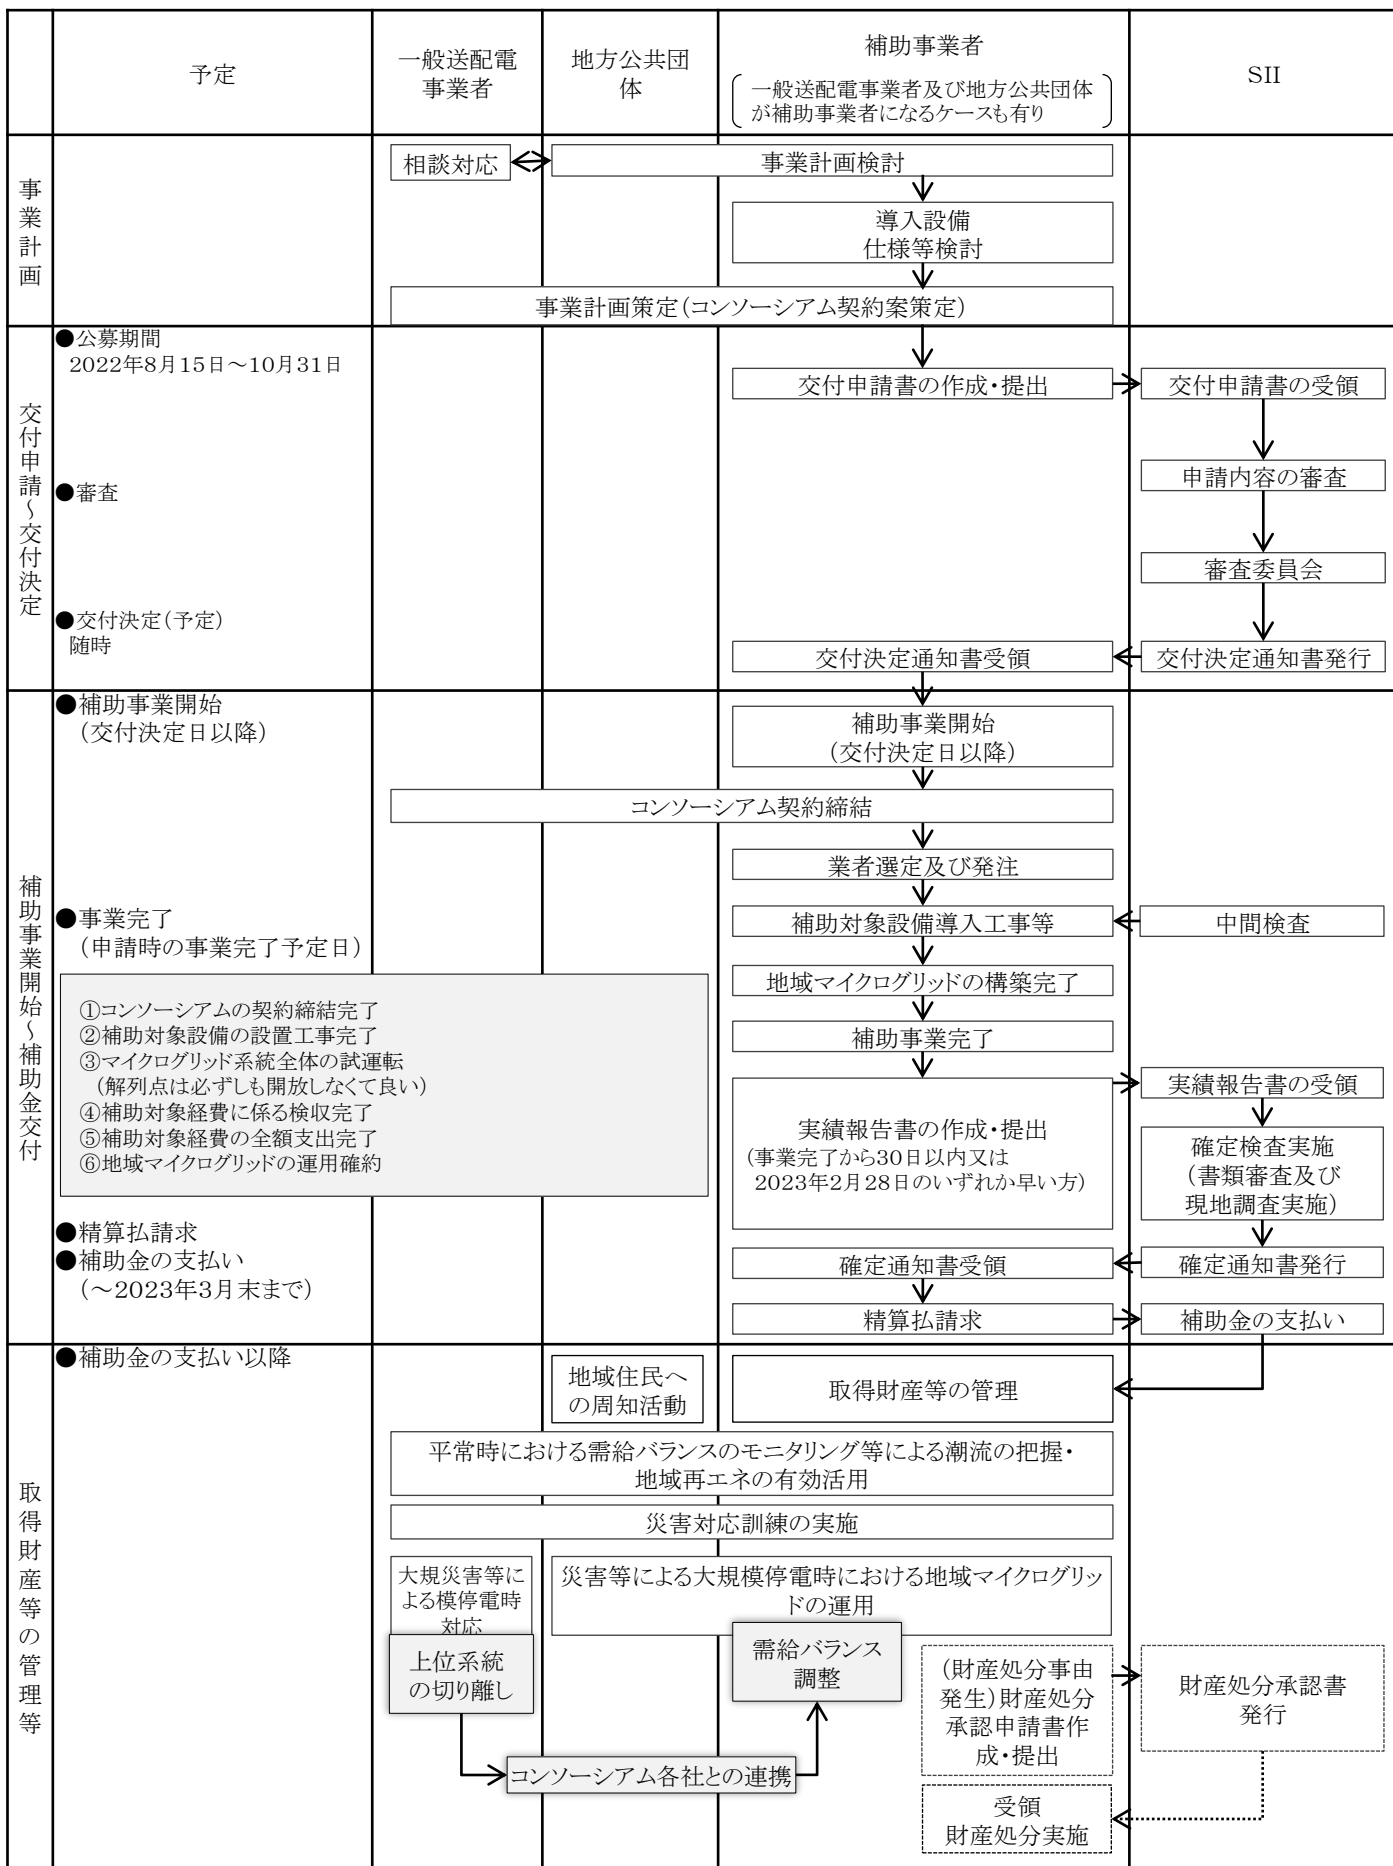 予定
一般送配電
事業者
地方公共団
体
補助事業者
一般送配電事業者及び地方公共団体
が補助事業者になるケースも有り
SII
事業計画
相談対応
事業計画検討
導入設備
仕様等検討
事業計画策定(コンソーシアム契約案策定)
交付申請～交付決定
●公募期間
2022年8月15日～10月31日
交付申請書の作成・提出
交付申請書の受領
申請内容の審査
●審査
審査委員会
●交付決定(予定)
随時
交付決定通知書受領
交付決定通知書発行
補助事業開始～補助金交付
●補助事業開始
(交付決定日以降)
補助事業開始
(交付決定日以降)
コンソーシアム契約締結
業者選定及び発注
●事業完了
(申請時の事業完了予定日)
補助対象設備導入工事等
中間検査
①コンソーシアムの契約締結完了
②補助対象設備の設置工事完了
③マイクログリッド系統全体の試運転
(解列点は必ずしも開放しなくて良い)
④補助対象経費に係る検収完了
⑤補助対象経費の全額支出完了
⑥地域マイクログリッドの運用確約
地域マイクログリッドの構築完了
補助事業完了
実績報告書の作成・提出
(事業完了から30日以内又は
2023年2月28日のいずれか早い方)
実績報告書の受領
確定検査実施
(書類審査及び
現地調査実施)
●精算払請求
●補助金の支払い
(～2023年3月末まで)
確定通知書受領
確定通知書発行
精算払請求
補助金の支払い
取得財産等の管理等
●補助金の支払い以降
地域住民へ
の周知活動
取得財産等の管理
平常時における需給バランスのモニタリング等による潮流の把握・
地域再エネの有効活用
災害対応訓練の実施
大規災害等に
よる模停電時
対応
災害等による大規模停電時における地域マイクログリッ
ドの運用
上位系統
の切り離し
需給バランス
調整
コンソーシアム各社との連携
(財産処分事由
発生)財産処分
承認申請書作
成・提出
財産処分承認書
発行
受領
財産処分実施